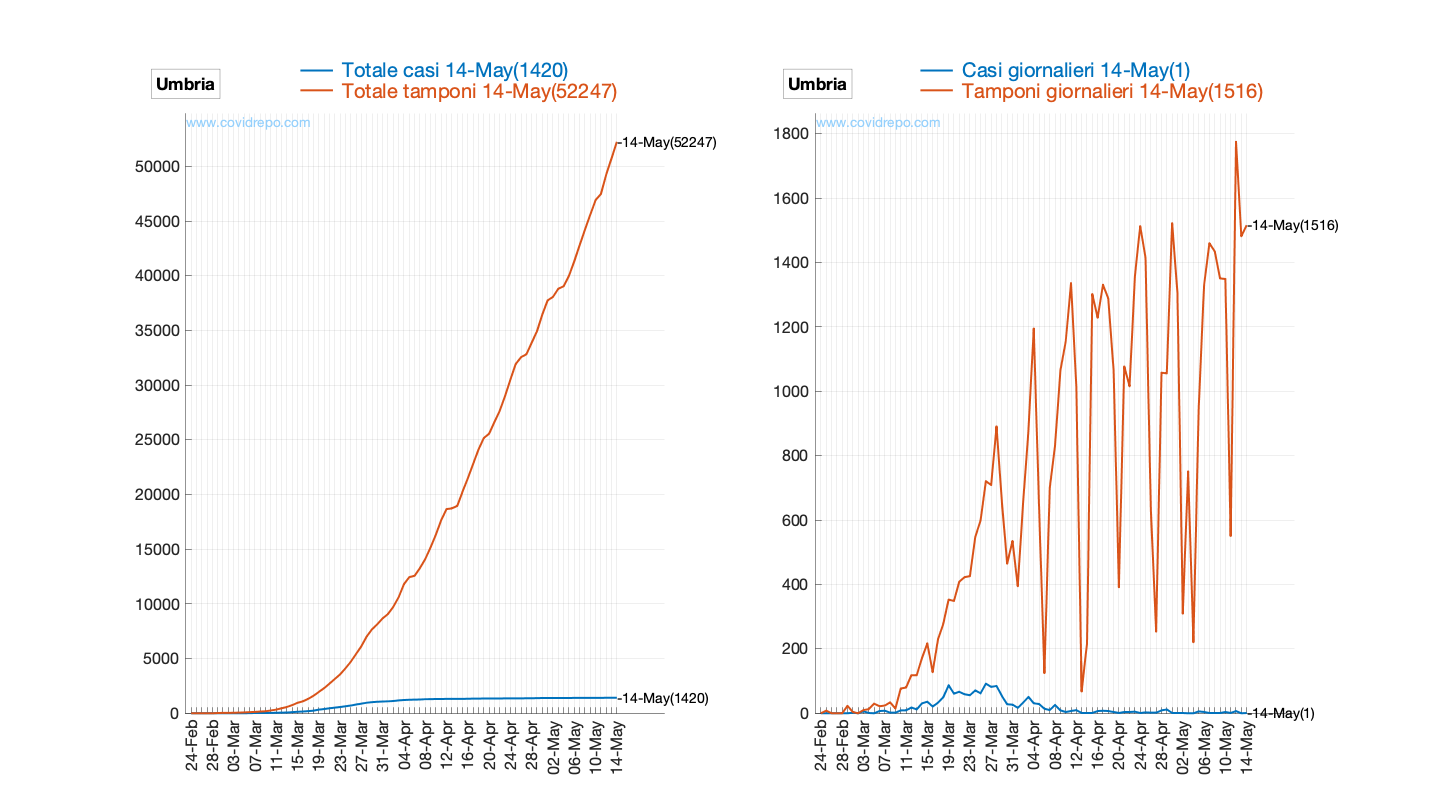 Umbria
Totale casi 14-May(1420)
Totale tamponi 14-May(52247)
www.covidrepo.com
14-May(52247)
50000
45000
40000
35000
30000
25000
20000
15000
10000
5000
0
14-May(1420)
24-Feb
28-Feb
03-Mar
07-Mar
11-Mar
15-Mar
19-Mar
23-Mar
27-Mar
31-Mar
04-Apr
08-Apr
12-Apr
16-Apr
20-Apr
24-Apr
28-Apr
02-May
06-May
10-May
14-May
Umbria
Casi giornalieri 14-May(1)
Tamponi giornalieri 14-May(1516)
www.covidrepo.com
1800
1600
14-May(1516)
1400
1200
1000
800
600
400
200
0
14-May(1)
24-Feb
28-Feb
03-Mar
07-Mar
11-Mar
15-Mar
19-Mar
23-Mar
27-Mar
31-Mar
04-Apr
08-Apr
12-Apr
16-Apr
20-Apr
24-Apr
28-Apr
02-May
06-May
10-May
14-May